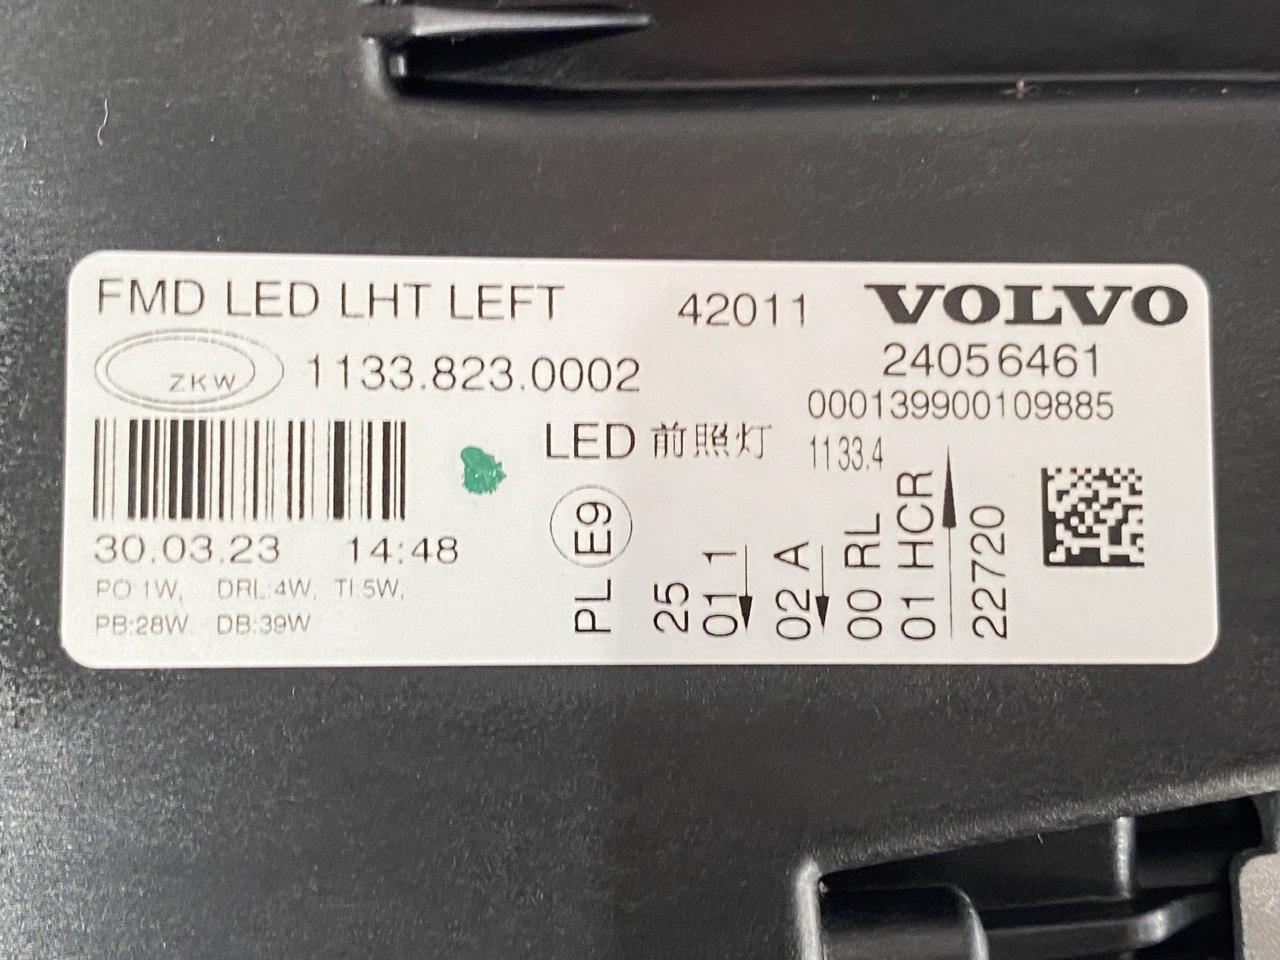 FMD LED LHT LEFT 42011 VOLVO
ZKW 1133.823.0002 24056461
000139900109885
LED 前照灯 1133.4
30.03.23 14:48
PO:1W, DRL:4W, TI:5W,
PB:28W DB:39W
PL E9
25
01 1
02 A
00 RL
01 HCR
22720